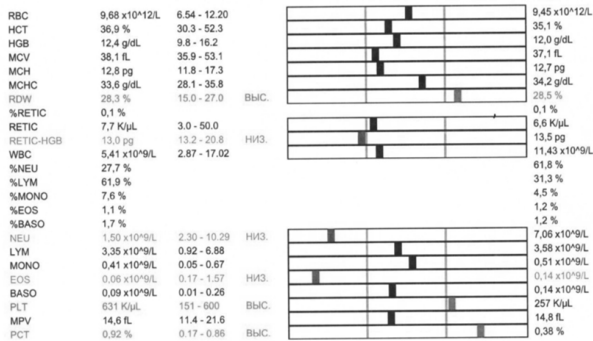 RBC 9,68 x10^12/L 6.54 - 12.20 9,45 x10^12/L
HCT 36,9 % 30.3 - 52.3 35,1 %
HGB 12,4 g/dL 9.8 - 16.2 12,0 g/dL
MCV 38,1 fL 35.9 - 53.1 37,1 fL
MCH 12,8 pg 11.8 - 17.3 12,7 pg
MCHC 33,6 g/dL 28.1 - 35.8 34,2 g/dL
RDW 28,3 % 15.0 - 27.0 ВЫС. 28,5 %
%RETIC 0,1 % 0,1 %
RETIC 7,7 K/µL 3.0 - 50.0 6,6 K/µL
RETIC-HGB 13,0 pg 13.2 - 20.8 НИЗ. 13,5 pg
WBC 5,41 x10^9/L 2.87 - 17.02 11,43 x10^9/L
%NEU 27,7 % 61,8 %
%LYM 61,9 % 31,3 %
%MONO 7,6 % 4,5 %
%EOS 1,1 % 1,2 %
%BASO 1,7 % 1,2 %
NEU 1,50 x10^9/L 2.30 - 10.29 НИЗ. 7,06 x10^9/L
LYM 3,35 x10^9/L 0.92 - 6.88 3,58 x10^9/L
MONO 0,41 x10^9/L 0.05 - 0.67 0,51 x10^9/L
EOS 0,06 x10^9/L 0.17 - 1.57 НИЗ. 0,14 x10^9/L
BASO 0,09 x10^9/L 0.01 - 0.26 0,14 x10^9/L
PLT 631 K/µL 151 - 600 ВЫС. 257 K/µL
MPV 14,6 fL 11.4 - 21.6 14,8 fL
PCT 0,92 % 0.17 - 0.86 ВЫС. 0,38 %